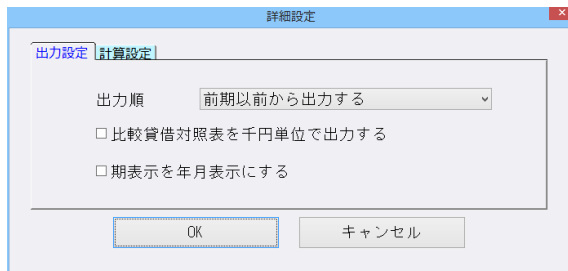 詳細設定
出力設定 計算設定
出力順 前期以前から出力する
比較貸借対照表を千円単位で出力する
期表示を年月表示にする
OK キャンセル